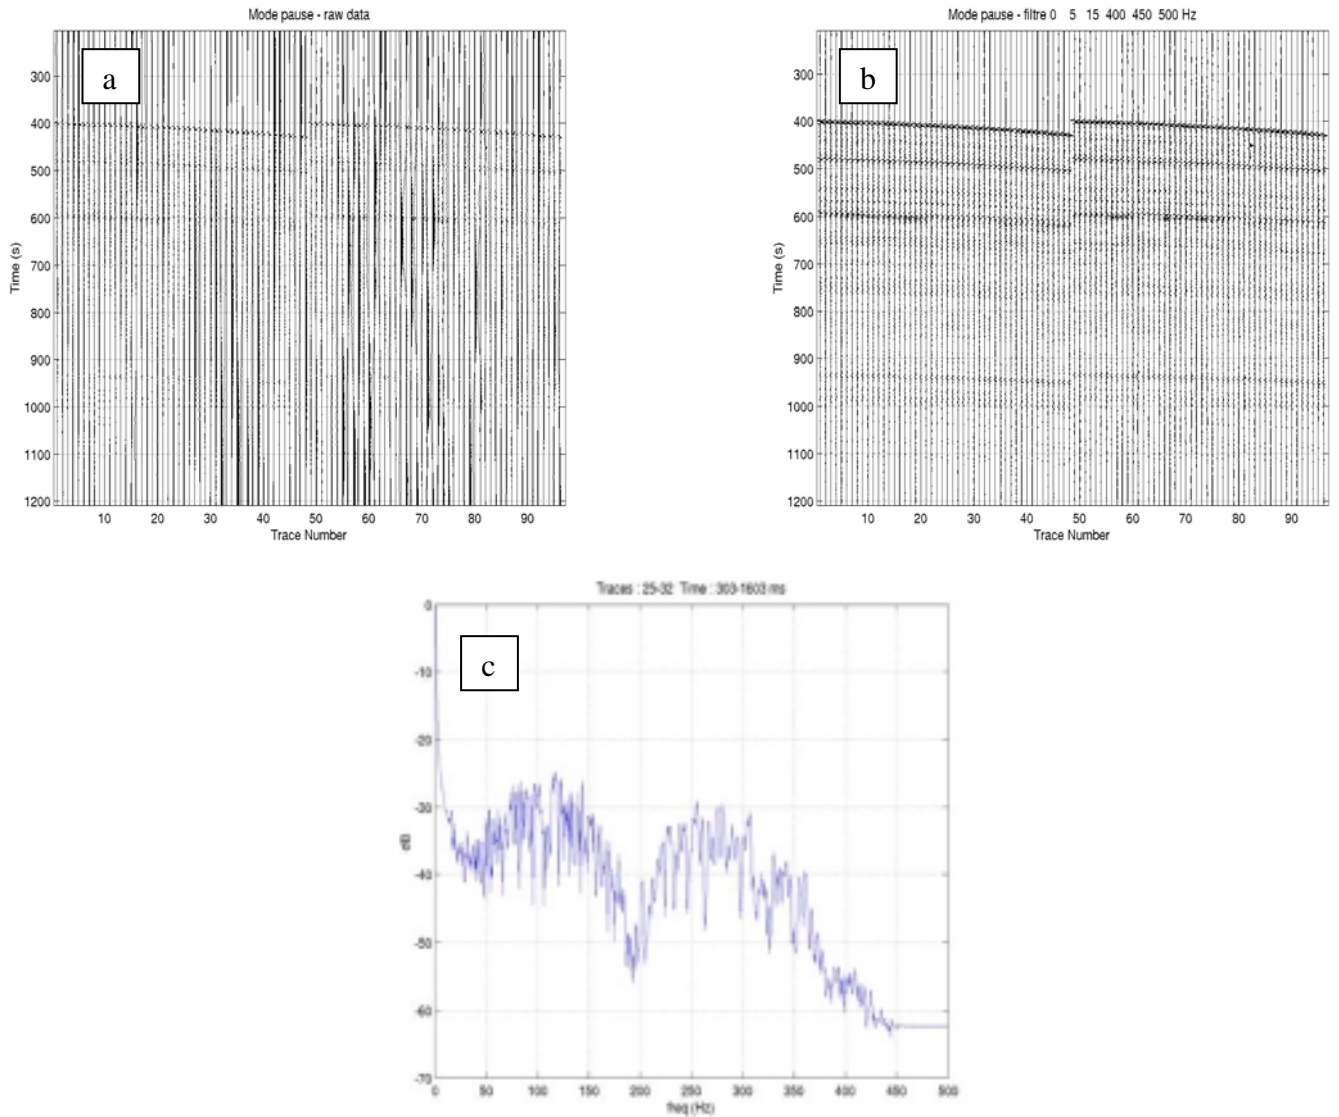 Mode pause - raw data
a
300
400
500
600
700
800
900
1000
1100
1200
Time (s)
10 20 30 40 50 60 70 80 90
Trace Number
Mode pause - filtre 0 5 15 400 450 500 Hz
b
300
400
500
600
700
800
900
1000
1100
1200
Time (s)
10 20 30 40 50 60 70 80 90
Trace Number
Traces : 25-32 Time : 303-1603 ms
c
0
-10
-20
-30
-40
-50
-60
-70
dB
0 50 100 150 200 250 300 350 400 450 500
freq (Hz)